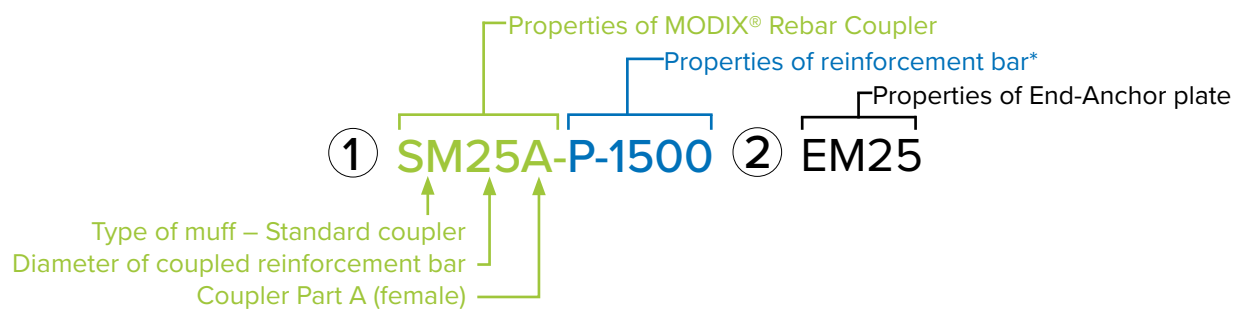 Properties of MODIX® Rebar Coupler
Properties of reinforcement bar*
Properties of End-Anchor plate
1 SM25A-P-1500 2 EM25
Type of muff – Standard coupler
Diameter of coupled reinforcement bar
Coupler Part A (female)